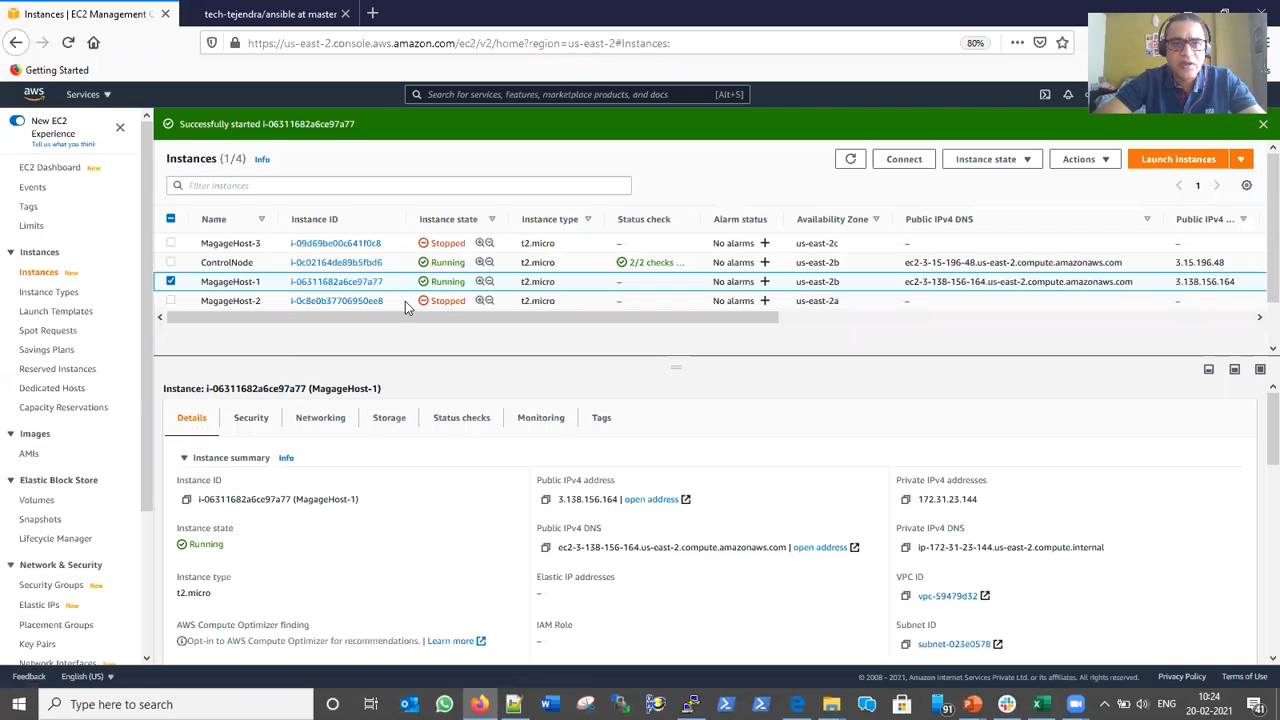 Instances | EC2 Management C
tech-tejendra/ansible at master
https://us-east-2.console.aws.amazon.com/ec2/v2/home?region=us-east-2#Instances:
80%
Getting Started
aws
Services
Search for services, features, marketplace products, and docs
[Alt+S]
New EC2
Experience
Tell us what you think
Successfully started i-06311682a6ce97a77
Instances (1/4) Info
Connect
Instance state
Actions
Launch instances
Filter instances
1
Name
Instance ID
Instance state
Instance type
Status check
Alarm status
Availability Zone
Public IPv4 DNS
Public IPv4 ...
MagageHost-3 i-09d69be00c641f0c8 Stopped t2.micro – No alarms + us-east-2c – –
ControlNode i-0c02164de89b5fbd6 Running t2.micro 2/2 checks ... No alarms + us-east-2b ec2-3-15-196-48.us-east-2.compute.amazonaws.com 3.15.196.48
MagageHost-1 i-06311682a6ce97a77 Running t2.micro – No alarms + us-east-2b ec2-3-138-156-164.us-east-2.compute.amazonaws.com 3.138.156.164
MagageHost-2 i-0c8e0b37706950ee8 Stopped t2.micro – No alarms + us-east-2a – –
EC2 Dashboard New
Events
Tags
Limits
Instances
Instances New
Instance Types
Launch Templates
Spot Requests
Savings Plans
Reserved Instances
Dedicated Hosts
Capacity Reservations
Images
AMIs
Elastic Block Store
Volumes
Snapshots
Lifecycle Manager
Network & Security
Security Groups New
Elastic IPs New
Placement Groups
Key Pairs
Network Interfaces
Instance: i-06311682a6ce97a77 (MagageHost-1)
Details
Security
Networking
Storage
Status checks
Monitoring
Tags
Instance summary Info
Instance ID
i-06311682a6ce97a77 (MagageHost-1)
Public IPv4 address
3.138.156.164 | open address
Private IPv4 addresses
172.31.23.144
Instance state
Running
Public IPv4 DNS
ec2-3-138-156-164.us-east-2.compute.amazonaws.com | open address
Private IPv4 DNS
ip-172-31-23-144.us-east-2.compute.internal
Instance type
t2.micro
Elastic IP addresses
–
VPC ID
vpc-59479d32
AWS Compute Optimizer finding
Opt-in to AWS Compute Optimizer for recommendations. | Learn more
IAM Role
–
Subnet ID
subnet-023e0578
Feedback
English (US)
© 2008 - 2021, Amazon Internet Services Private Ltd. or its affiliates. All rights reserved.
Privacy Policy
Terms of Use
Type here to search
91
10:24
20-02-2021
41